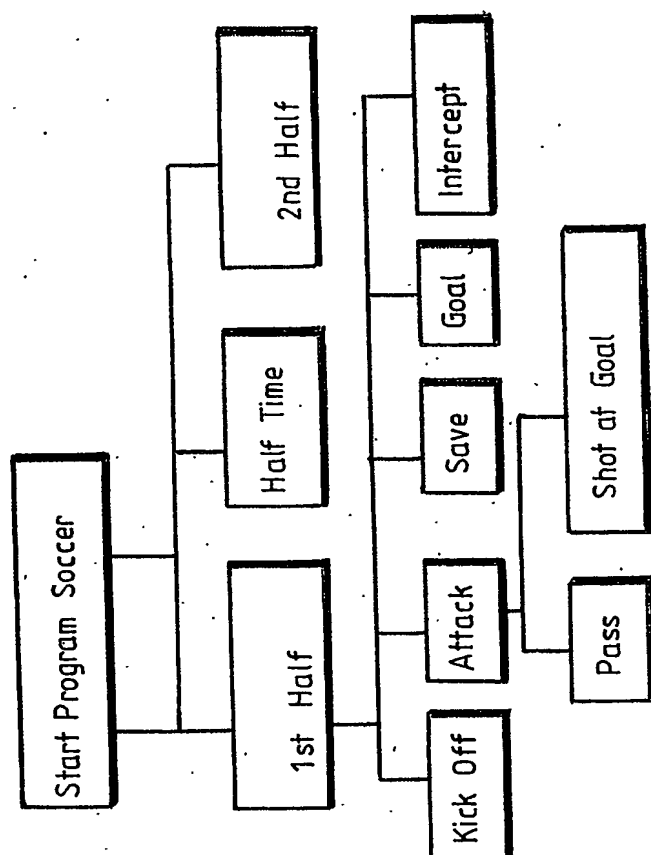 Start Program Soccer
1st Half
Half Time
2nd Half
Kick Off
Attack
Save
Goal
Intercept
Pass
Shot at Goal